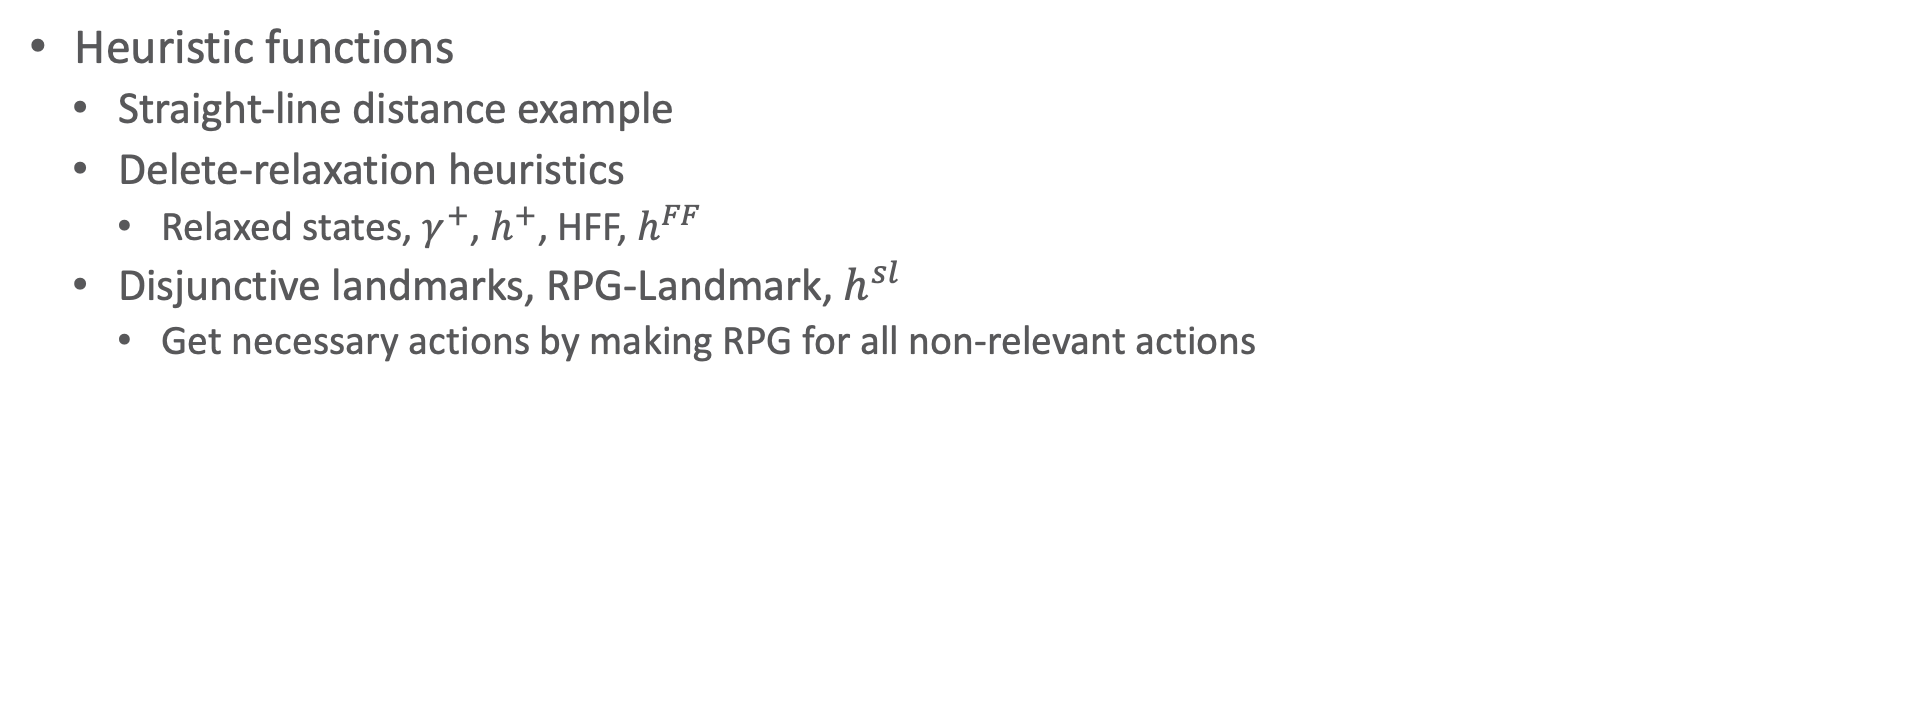 • Heuristic functions
• Straight-line distance example
• Delete-relaxation heuristics
• Relaxed states, γ⁺, h⁺, HFF, h^{FF}
• Disjunctive landmarks, RPG-Landmark, h^{sl}
• Get necessary actions by making RPG for all non-relevant actions